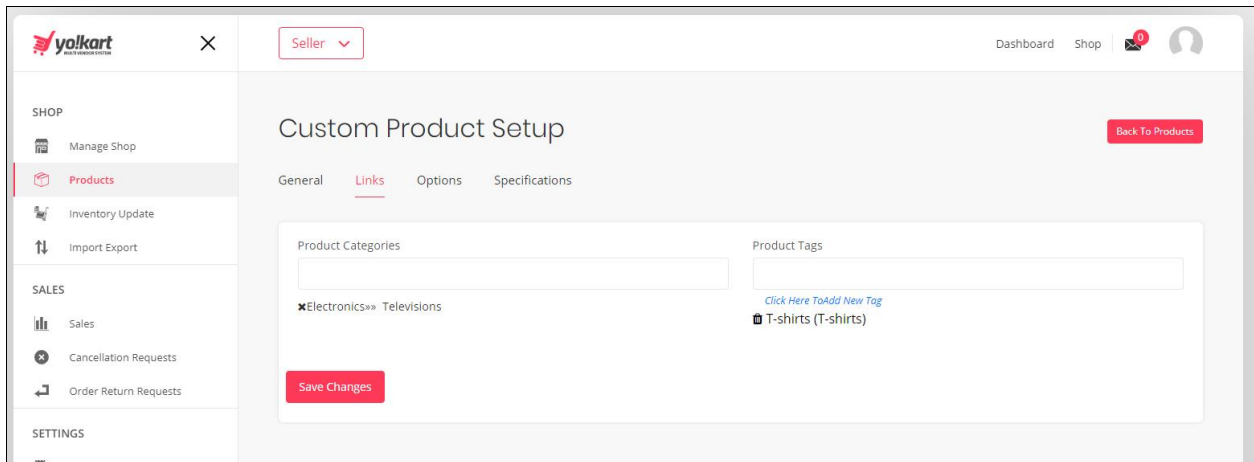 yo!kart
MULTI VENDOR SYSTEM
Seller
Dashboard
Shop
0
SHOP
Manage Shop
Products
Inventory Update
Import Export
SALES
Sales
Cancellation Requests
Order Return Requests
SETTINGS
Custom Product Setup
Back To Products
General
Links
Options
Specifications
Product Categories
Product Tags
Click Here ToAdd New Tag
×Electronics»» Televisions
T-shirts (T-shirts)
Save Changes